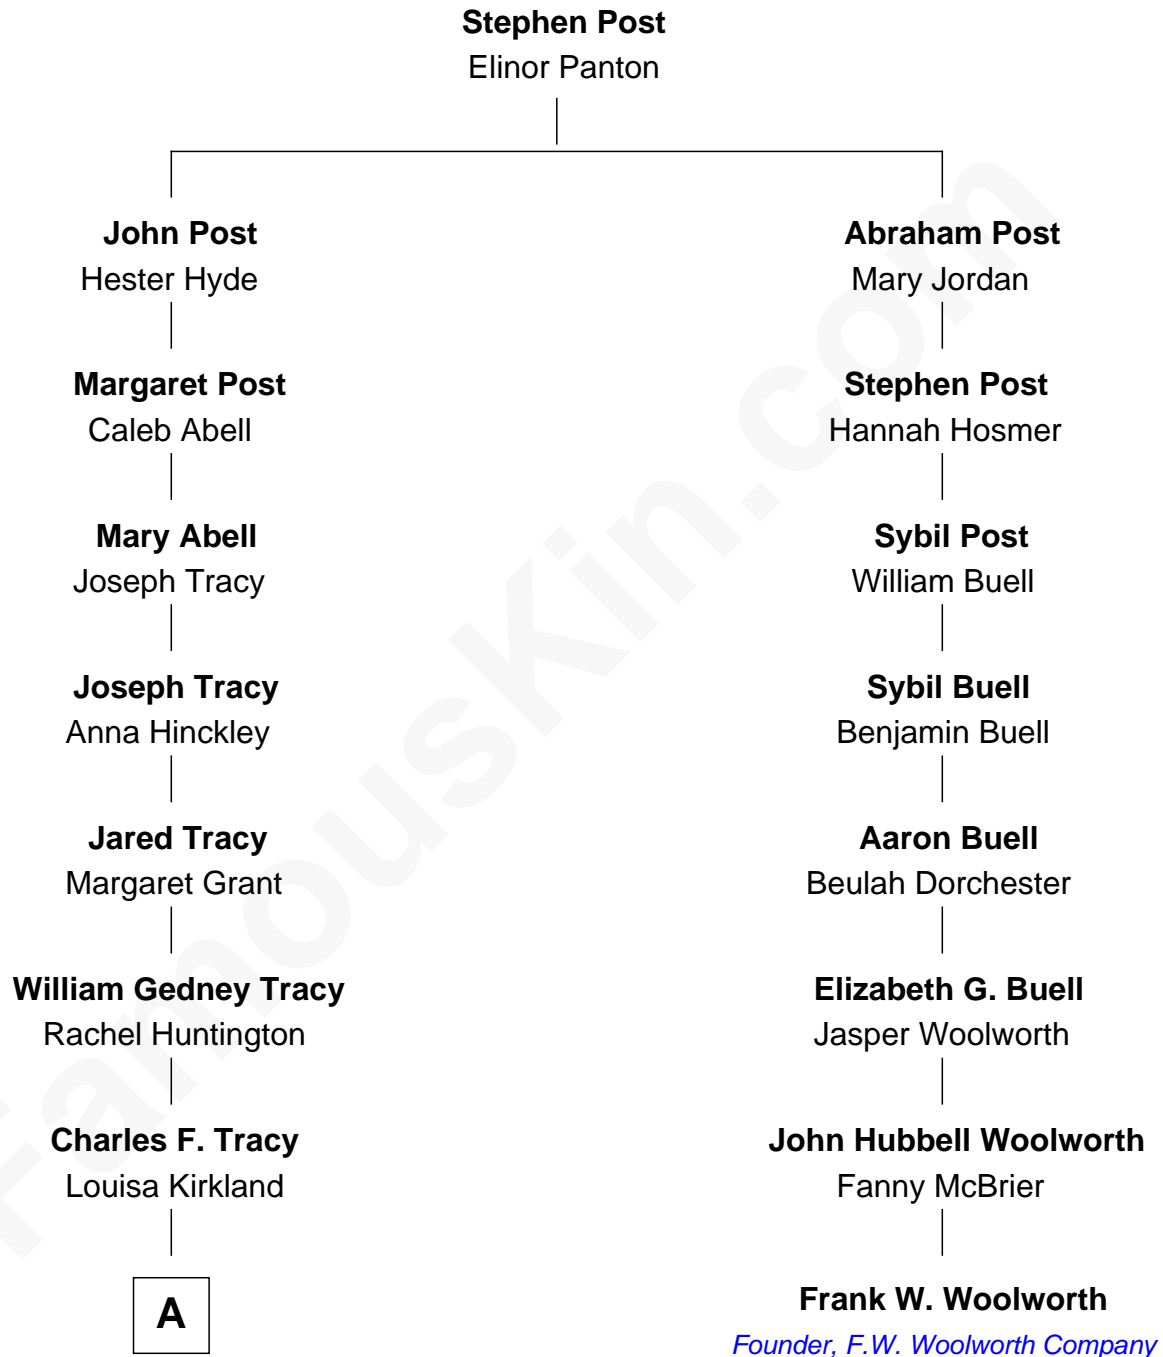 Stephen Post
Elinor Panton
John Post
Hester Hyde
Margaret Post
Caleb Abell
Mary Abell
Joseph Tracy
Joseph Tracy
Anna Hinckley
Jared Tracy
Margaret Grant
William Gedney Tracy
Rachel Huntington
Charles F. Tracy
Louisa Kirkland
A
Abraham Post
Mary Jordan
Stephen Post
Hannah Hosmer
Sybil Post
William Buell
Sybil Buell
Benjamin Buell
Aaron Buell
Beulah Dorchester
Elizabeth G. Buell
Jasper Woolworth
John Hubbell Woolworth
Fanny McBrier
Frank W. Woolworth
Founder, F.W. Woolworth Company
FamousKin.com